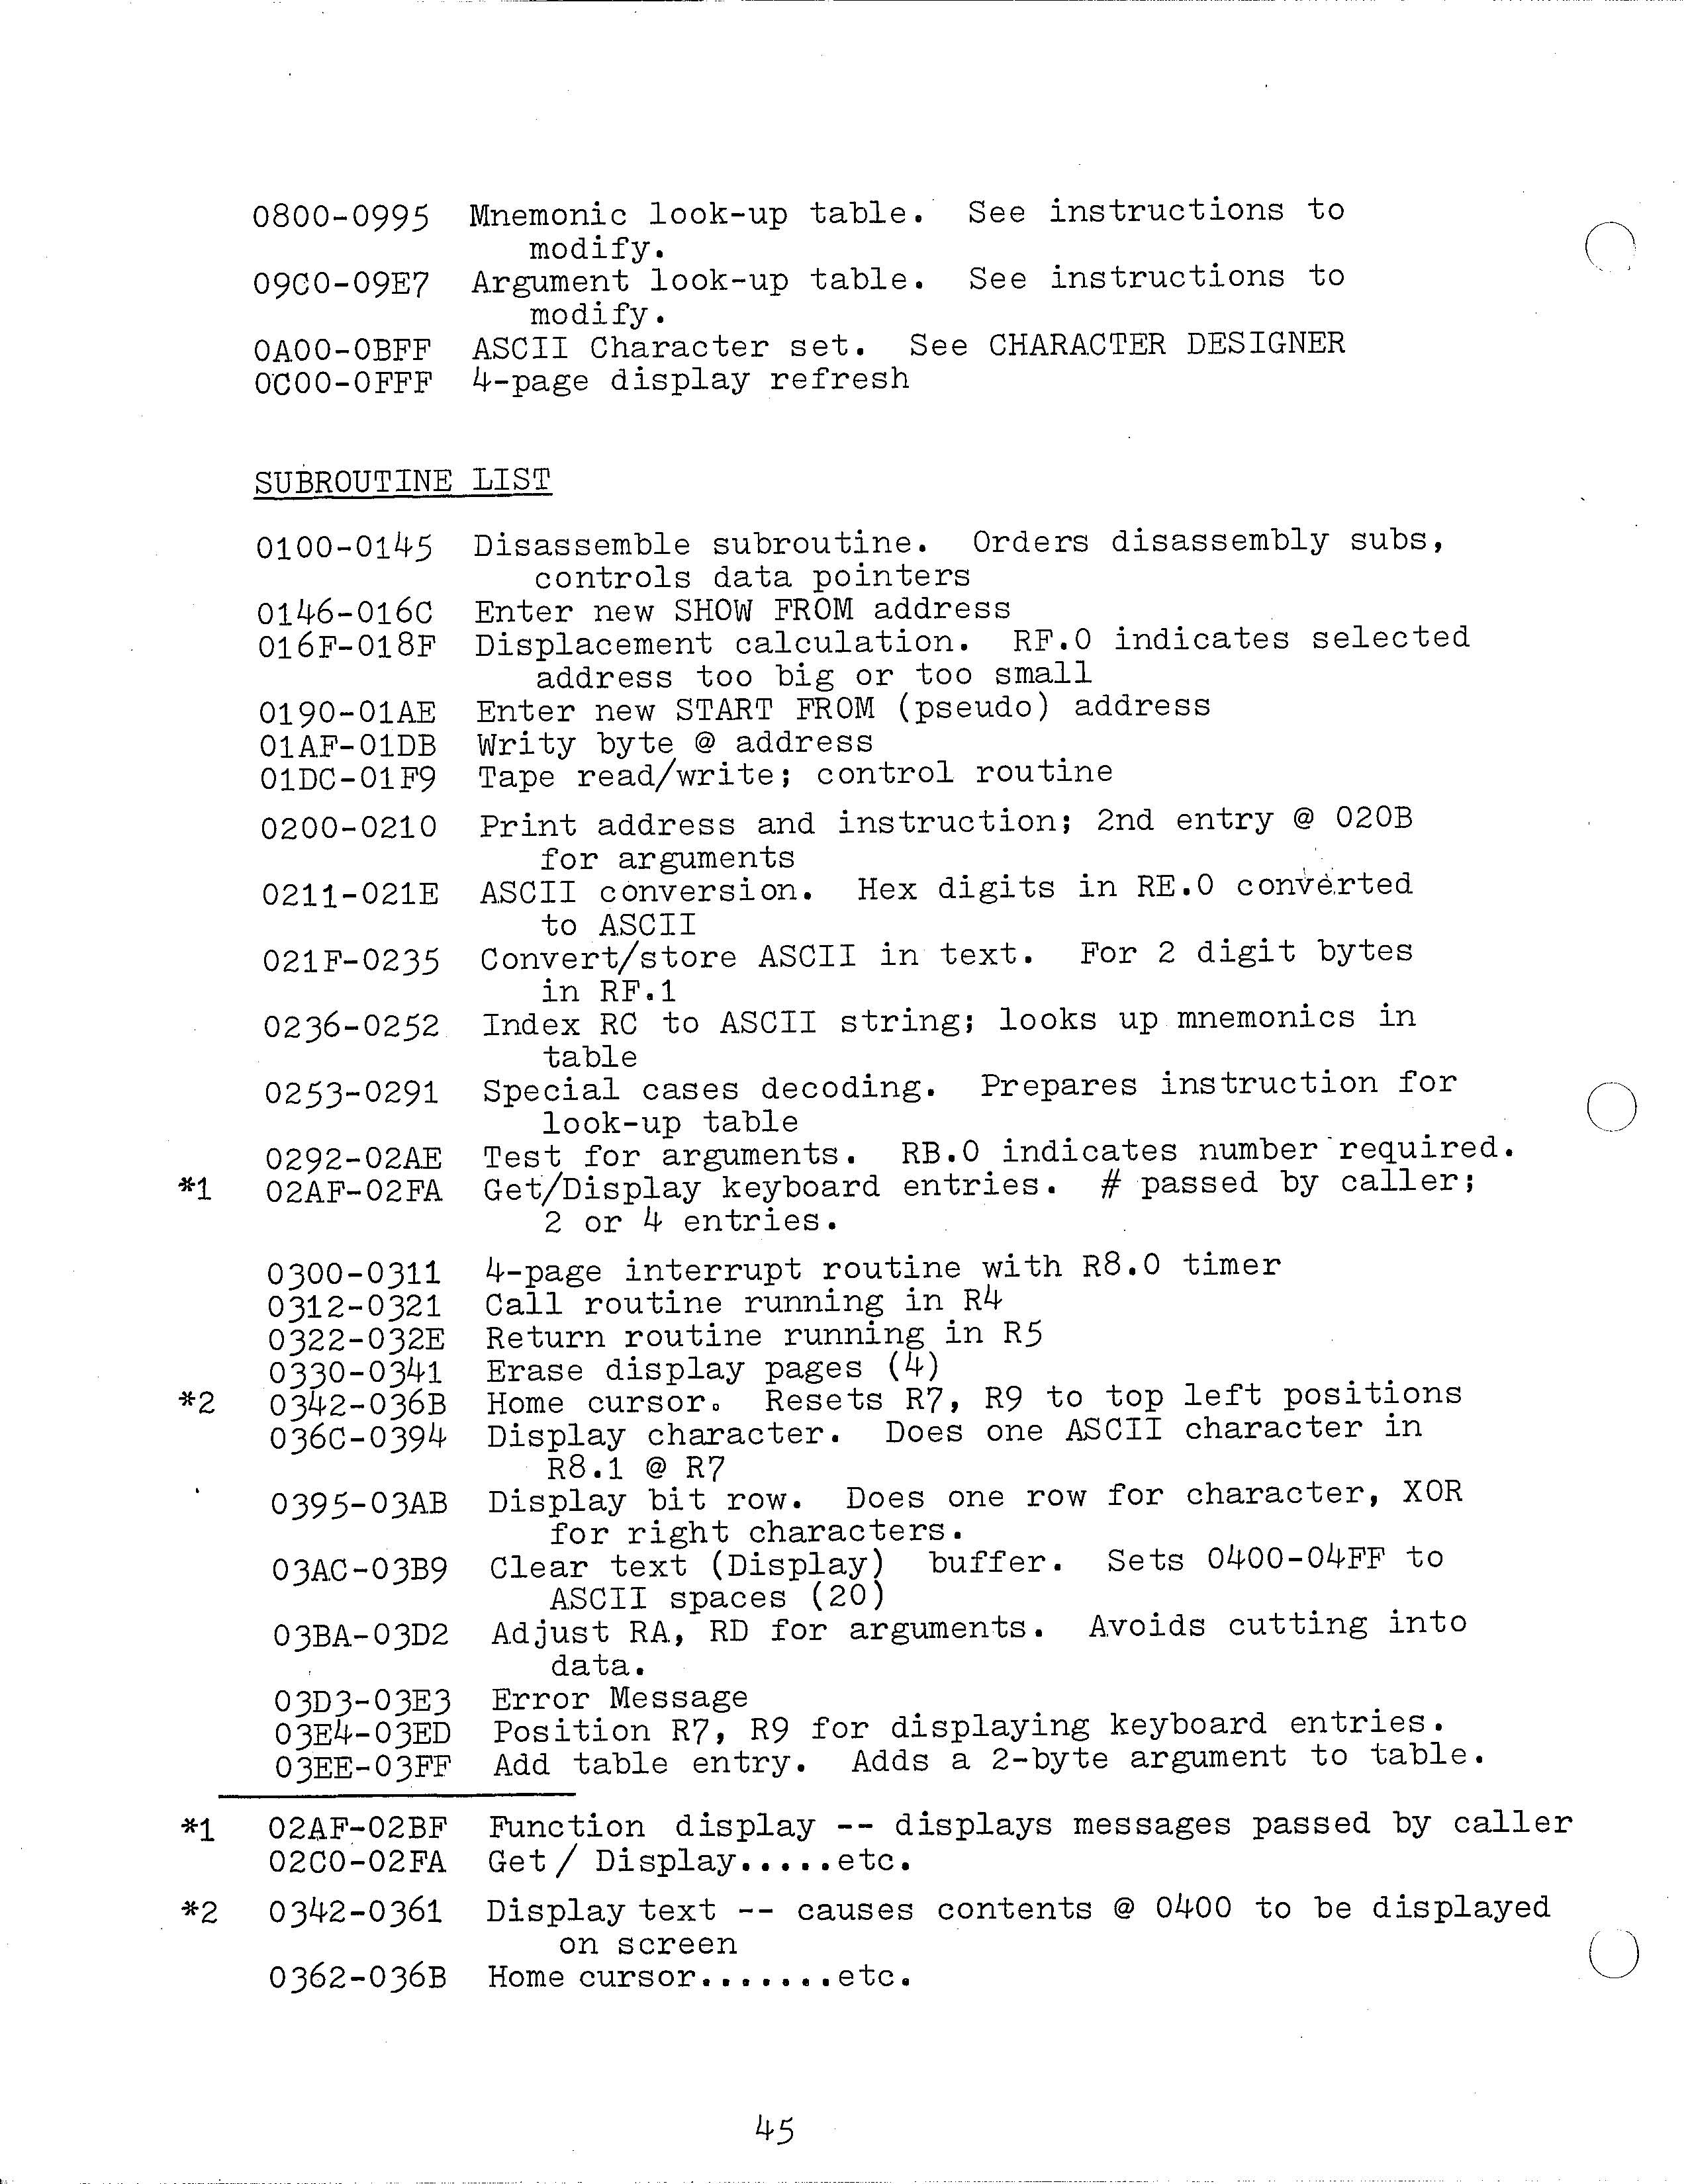 0800-0995 Mnemonic look-up table. See instructions to
modify.
09C0-09E7 Argument look-up table. See instructions to
modify.
0A00-0BFF ASCII Character set. See CHARACTER DESIGNER
0C00-0FFF 4-page display refresh
SUBROUTINE LIST
0100-0145 Disassemble subroutine. Orders disassembly subs,
controls data pointers
0146-016C Enter new SHOW FROM address
016F-018F Displacement calculation. RF.0 indicates selected
address too big or too small
0190-01AE Enter new START FROM (pseudo) address
01AF-01DB Writy byte @ address
01DC-01F9 Tape read/write; control routine
0200-0210 Print address and instruction; 2nd entry @ 020B
for arguments
0211-021E ASCII conversion. Hex digits in RE.0 converted
to ASCII
021F-0235 Convert/store ASCII in text. For 2 digit bytes
in RF.1
0236-0252 Index RC to ASCII string; looks up mnemonics in
table
0253-0291 Special cases decoding. Prepares instruction for
look-up table
0292-02AE Test for arguments. RB.0 indicates number required.
*1 02AF-02FA Get/Display keyboard entries. # passed by caller;
2 or 4 entries.
0300-0311 4-page interrupt routine with R8.0 timer
0312-0321 Call routine running in R4
0322-032E Return routine running in R5
0330-0341 Erase display pages (4)
*2 0342-036B Home cursor. Resets R7, R9 to top left positions
036C-0394 Display character. Does one ASCII character in
R8.1 @ R7
0395-03AB Display bit row. Does one row for character, XOR
for right characters.
03AC-03B9 Clear text (Display) buffer. Sets 0400-04FF to
ASCII spaces (20)
03BA-03D2 Adjust RA, RD for arguments. Avoids cutting into
data.
03D3-03E3 Error Message
03E4-03ED Position R7, R9 for displaying keyboard entries.
03EE-03FF Add table entry. Adds a 2-byte argument to table.
*1 02AF-02BF Function display -- displays messages passed by caller
02C0-02FA Get/ Display.....etc.
*2 0342-0361 Display text -- causes contents @ 0400 to be displayed
on screen
0362-036B Home cursor.......etc.
45